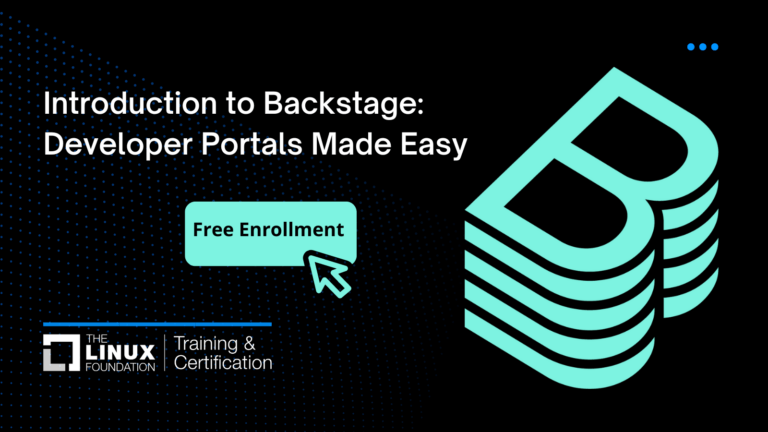 Introduction to Backstage:
Developer Portals Made Easy
Free Enrollment
THE
LINUX
FOUNDATION
Training &
Certification